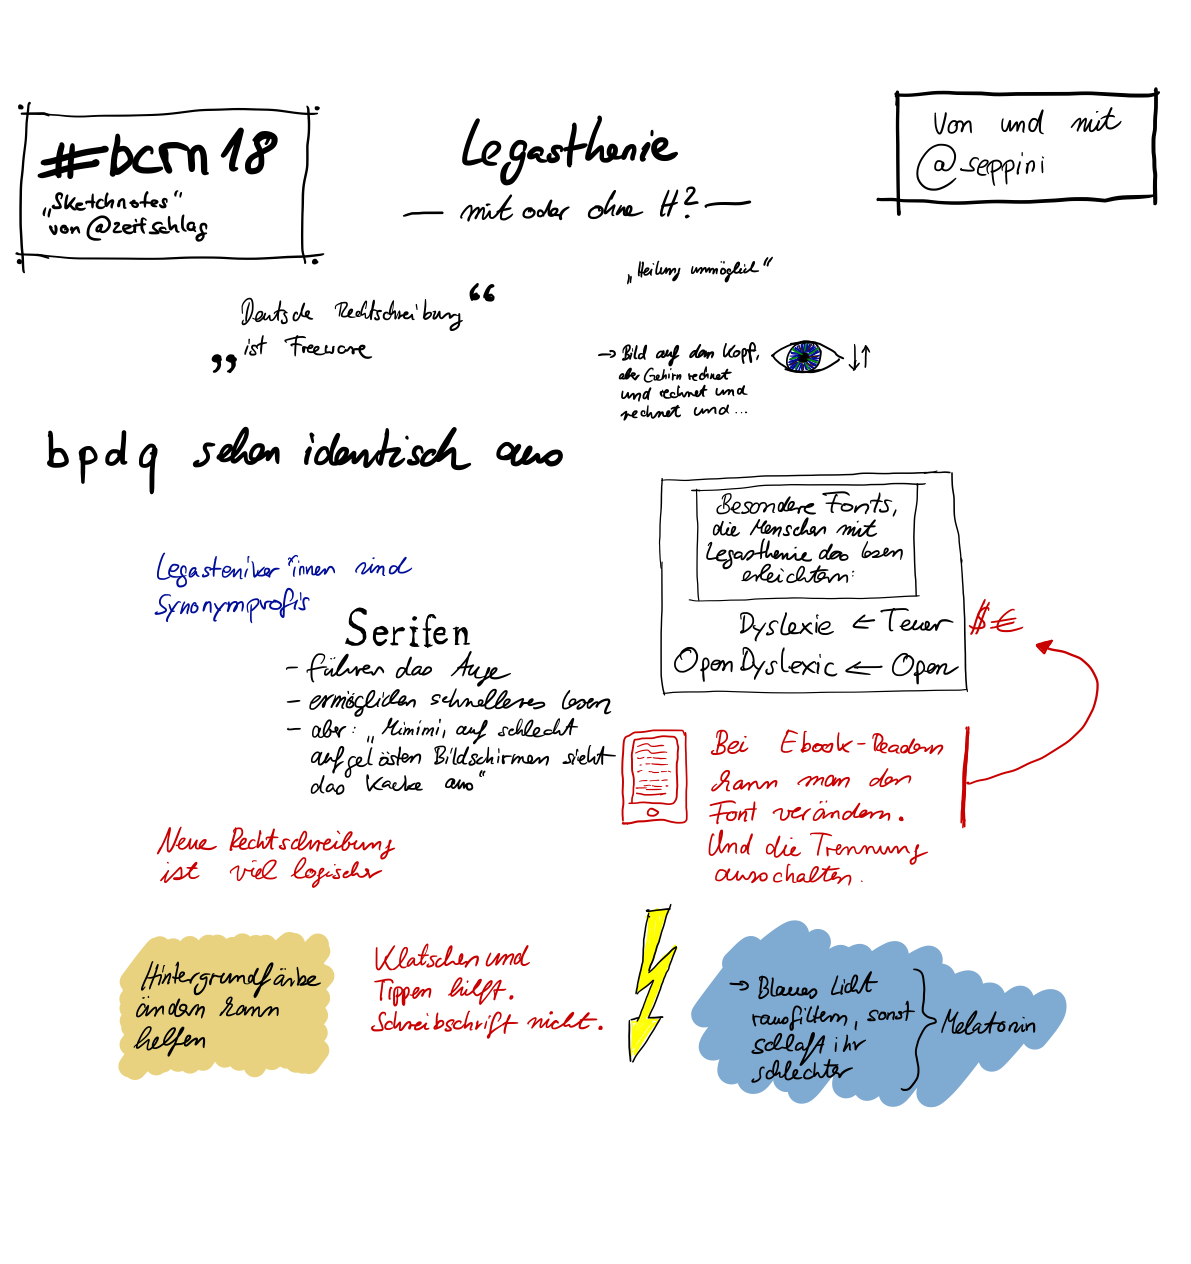 #bcrn18
„Sketchnotes“
von @zeitschlag
Legasthenie
— mit oder ohne H? —
Von und mit
@seppini
„Heilung unmöglich“
Deutsche Rechtschreibung“
„ist Freeware
→ Bild auf dem Kopf, ↓↑
aber Gehirn rechnet
und rechnet und
rechnet und ...
b p d q sehen identisch aus
Besondere Fonts,
die Menschen mit
Legasthenie das lesen
erleichtern:
Dyslexie ← Teuer $€
OpenDyslexic ← Open
Legasteniker*innen sind
Synonymprofis
Serifen
- führen das Auge
- ermöglichen schnelleres lesen
- aber: „Mimimi, auf schlecht
aufgelösten Bildschirmen sieht
das Kacke aus“
Bei Ebook-Readern
kann man den
Font verändern.
Und die Trennung
ausschalten.
Neue Rechtschreibung
ist viel logischer
Hintergrundfärbe
ändern kann
helfen
Klatschen und
Tippen hilft.
Schreibschrift nicht.
→ Blaues Licht
rausfiltern, sonst
schlaft ihr
schlechter
} Melatonin